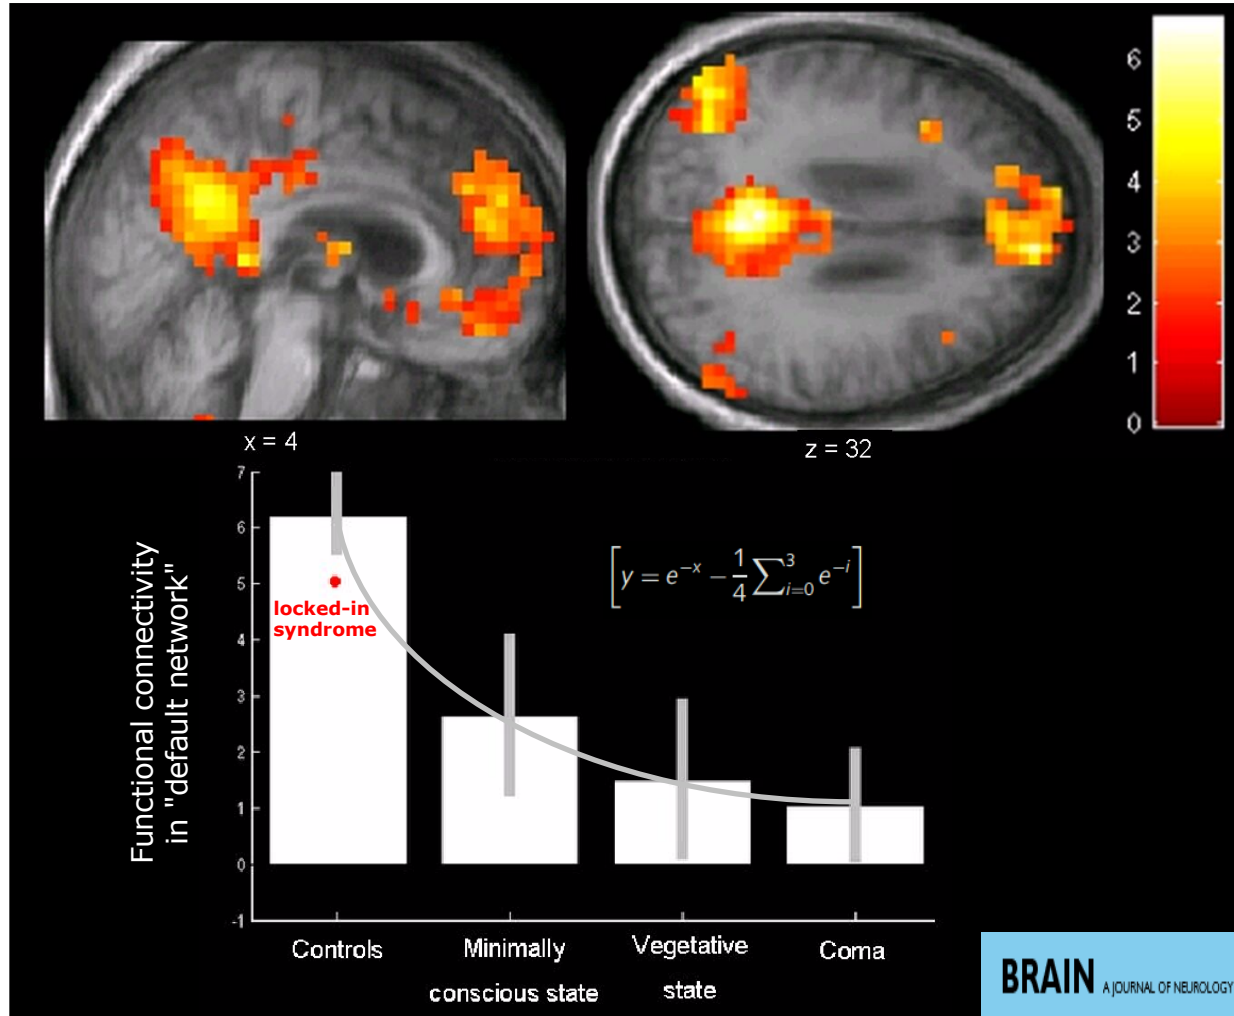 6
5
4
3
2
1
0
x = 4
z = 32
7
6
5
4
3
2
1
0
-1
Functional connectivity
in "default network"
locked-in
syndrome
[y = e^{-x} − 1/4 ∑_{i=0}^{3} e^{-i}]
Controls
Minimally
conscious state
Vegetative
state
Coma
BRAIN A JOURNAL OF NEUROLOGY